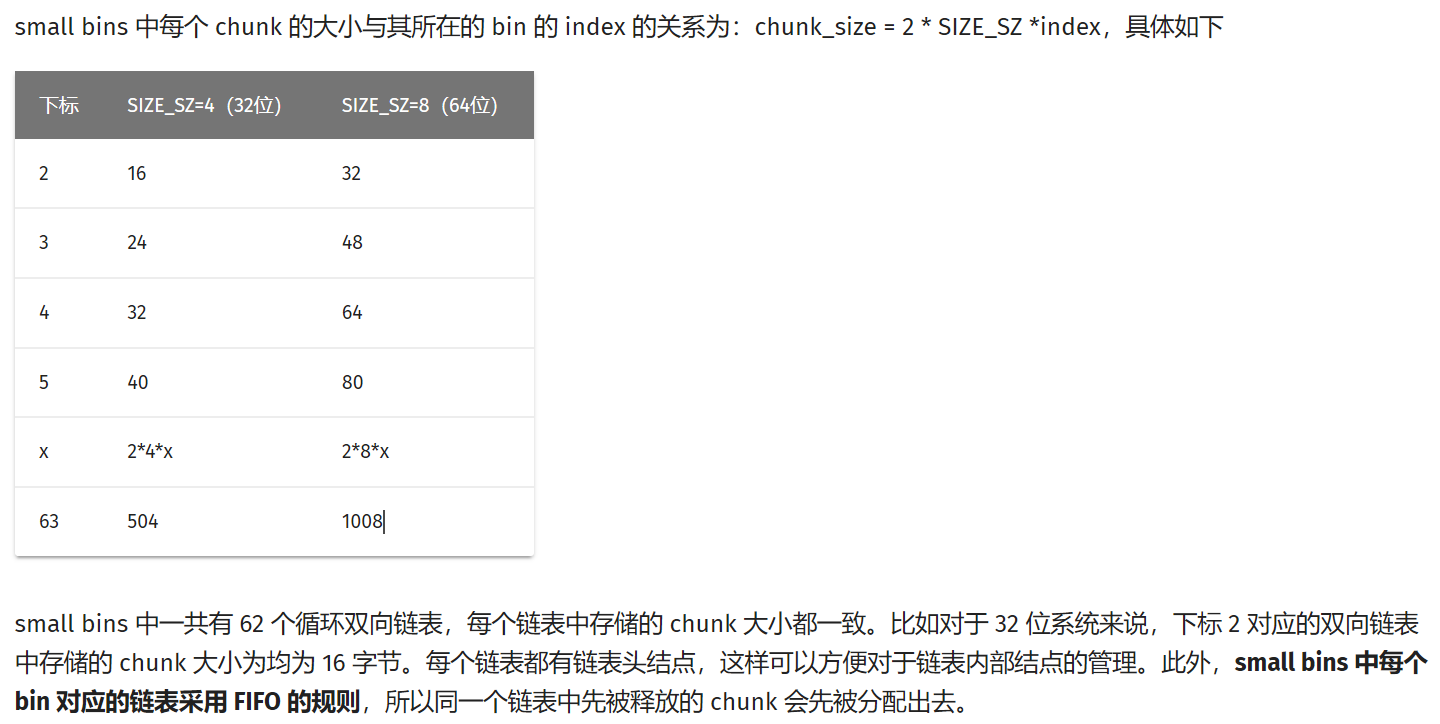 small bins 中每个 chunk 的大小与其所在的 bin 的 index 的关系为：chunk_size = 2 * SIZE_SZ *index，具体如下
下标 SIZE_SZ=4（32位） SIZE_SZ=8（64位）
2 16 32
3 24 48
4 32 64
5 40 80
x 2*4*x 2*8*x
63 504 1008
small bins 中一共有 62 个循环双向链表，每个链表中存储的 chunk 大小都一致。比如对于 32 位系统来说，下标 2 对应的双向链表
中存储的 chunk 大小为均为 16 字节。每个链表都有链表头结点，这样可以方便对于链表内部结点的管理。此外，small bins 中每个
bin 对应的链表采用 FIFO 的规则，所以同一个链表中先被释放的 chunk 会先被分配出去。